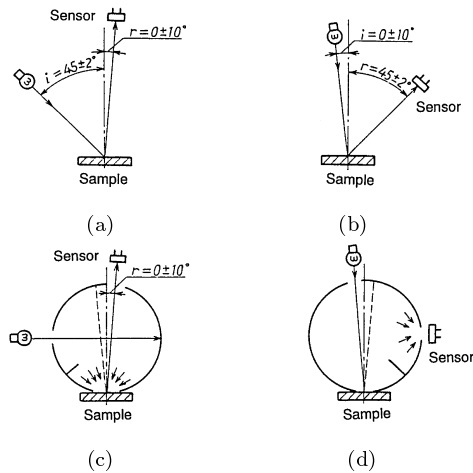 Sensor
r=0±10°
i=45±2°
Sample
(a)
i=0±10°
r=45±2°
Sensor
Sample
(b)
Sensor
r=0±10°
Sample
(c)
Sensor
Sample
(d)